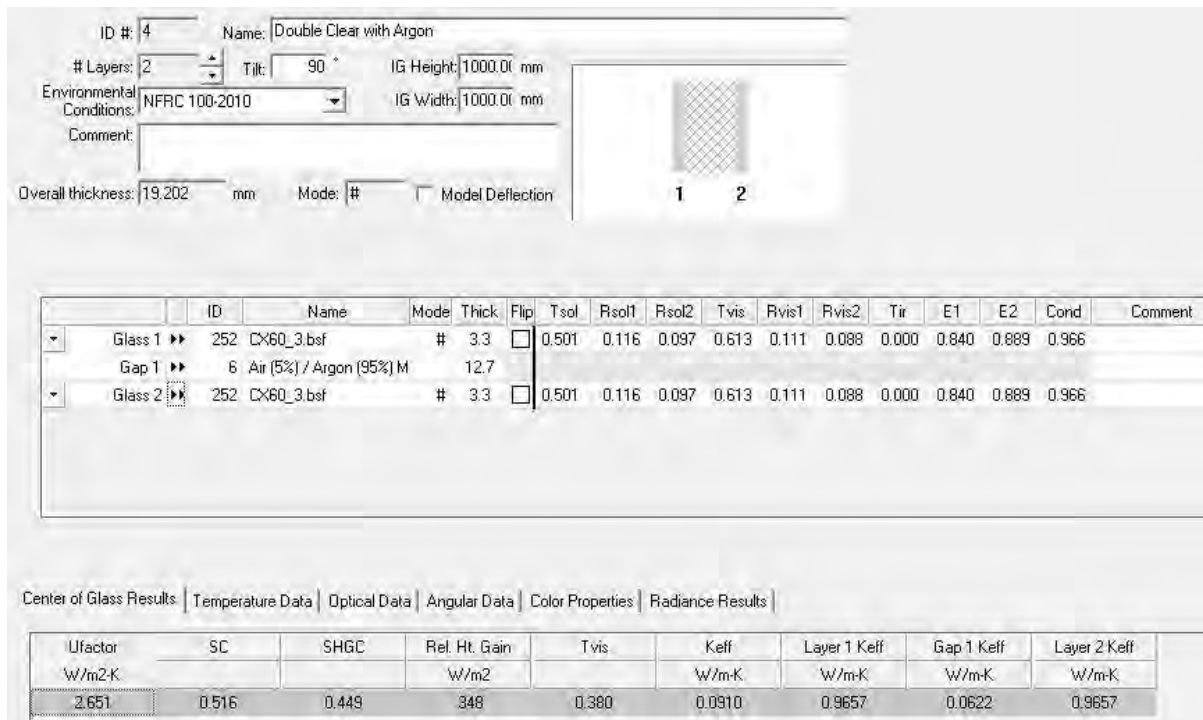 ID #: 4 Name: Double Clear with Argon
# Layers: 2 Tilt: 90 ° IG Height: 1000.0( mm
Environmental Conditions: NFRC 100-2010 IG Width: 1000.0( mm
Comment:
Overall thickness: 19.202 mm Mode: # Model Deflection
1 2
ID Name Mode Thick Flip Tsol Rsol1 Rsol2 Tvis Rvis1 Rvis2 Tir E1 E2 Cond Comment
Glass 1 252 CX60_3.bsf # 3.3 0.501 0.116 0.097 0.613 0.111 0.088 0.000 0.840 0.889 0.966
Gap 1 6 Air (5%) / Argon (95%) M 12.7
Glass 2 252 CX60_3.bsf # 3.3 0.501 0.116 0.097 0.613 0.111 0.088 0.000 0.840 0.889 0.966
Center of Glass Results Temperature Data Optical Data Angular Data Color Properties Radiance Results
Ufactor SC SHGC Rel. Ht. Gain Tvis Keff Layer 1 Keff Gap 1 Keff Layer 2 Keff
W/m2-K W/m2 W/m-K W/m-K W/m-K W/m-K
2.651 0.516 0.449 348 0.380 0.0910 0.9657 0.0622 0.9657